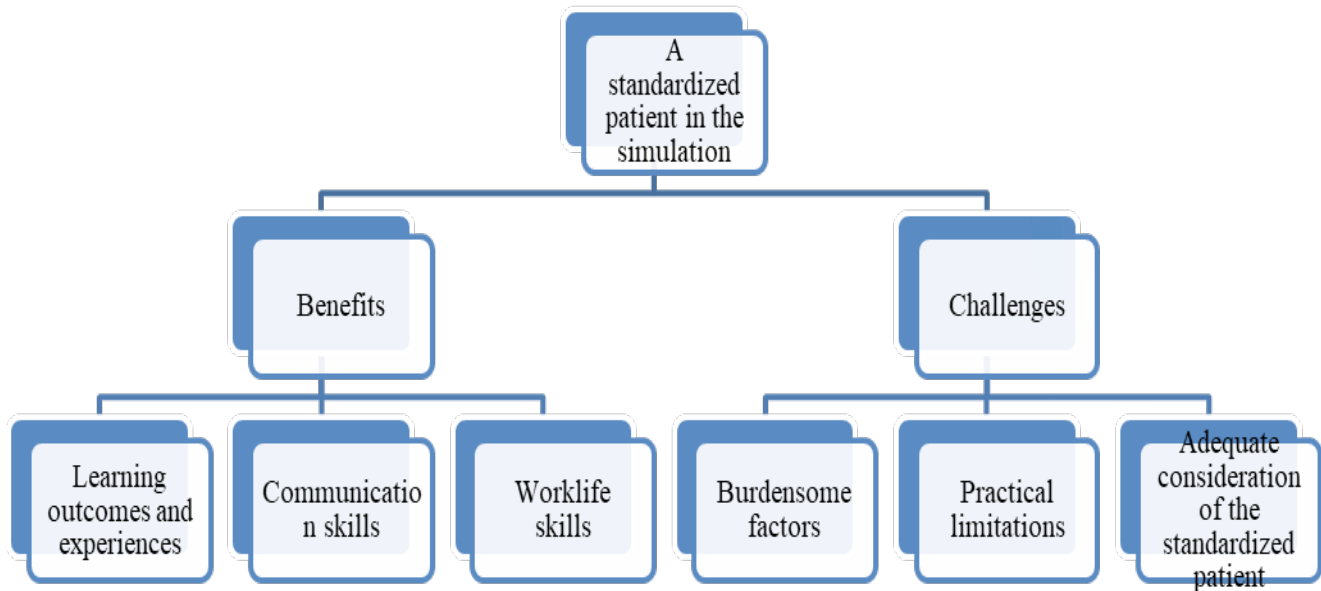 A
standardized
patient in the
simulation
Benefits
Challenges
Learning
outcomes and
experiences
Communicatio
n skills
Worklife
skills
Burdensome
factors
Practical
limitations
Adequate
consideration
of the
standardized
patient